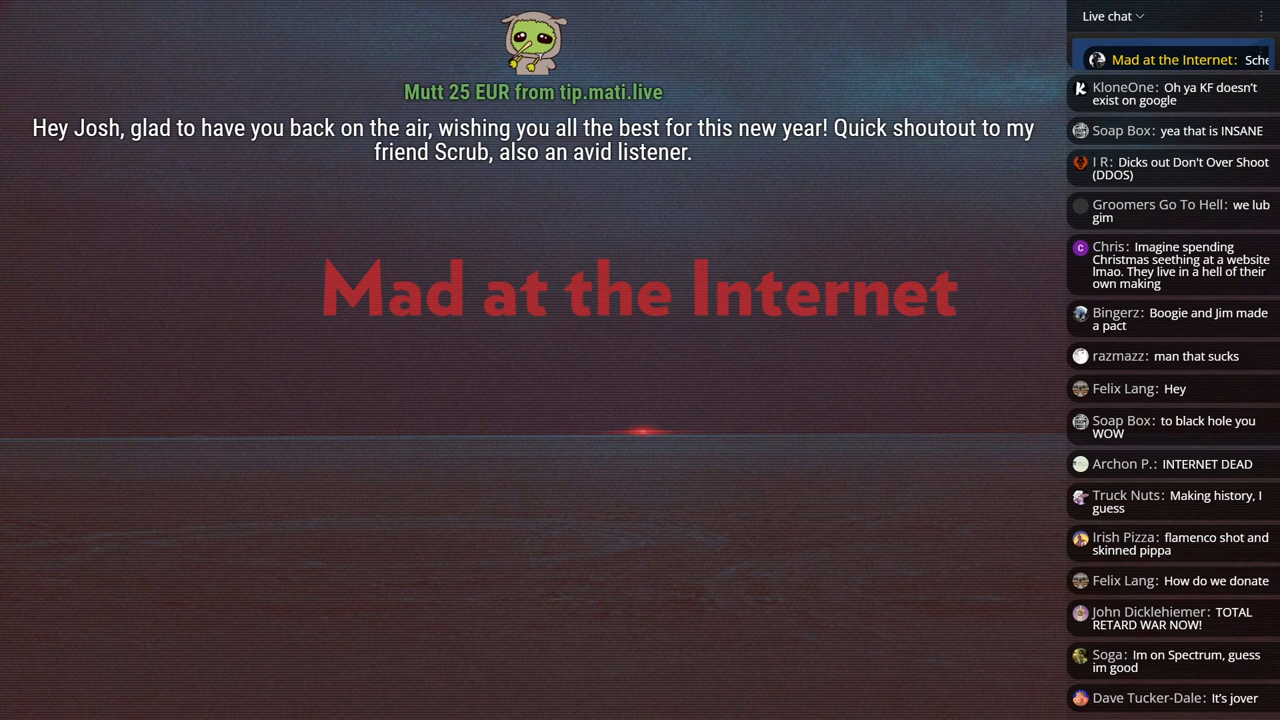 Mutt 25 EUR from tip.mati.live
Hey Josh, glad to have you back on the air, wishing you all the best for this new year! Quick shoutout to my
friend Scrub, also an avid listener.
Mad at the Internet
Live chat
Mad at the Internet: Sche
KloneOne: Oh ya KF doesn't
exist on google
Soap Box: yea that is INSANE
I R: Dicks out Don't Over Shoot
(DDOS)
Groomers Go To Hell: we lub
gim
C
Chris: Imagine spending
Christmas seething at a website
lmao. They live in a hell of their
own making
Bingerz: Boogie and Jim made
a pact
razmazz: man that sucks
Felix Lang: Hey
Soap Box: to black hole you
WOW
Archon P.: INTERNET DEAD
Truck Nuts: Making history, I
guess
Irish Pizza: flamenco shot and
skinned pippa
Felix Lang: How do we donate
John Dicklehiemer: TOTAL
RETARD WAR NOW!
Soga: Im on Spectrum, guess
im good
Dave Tucker-Dale: It's jover